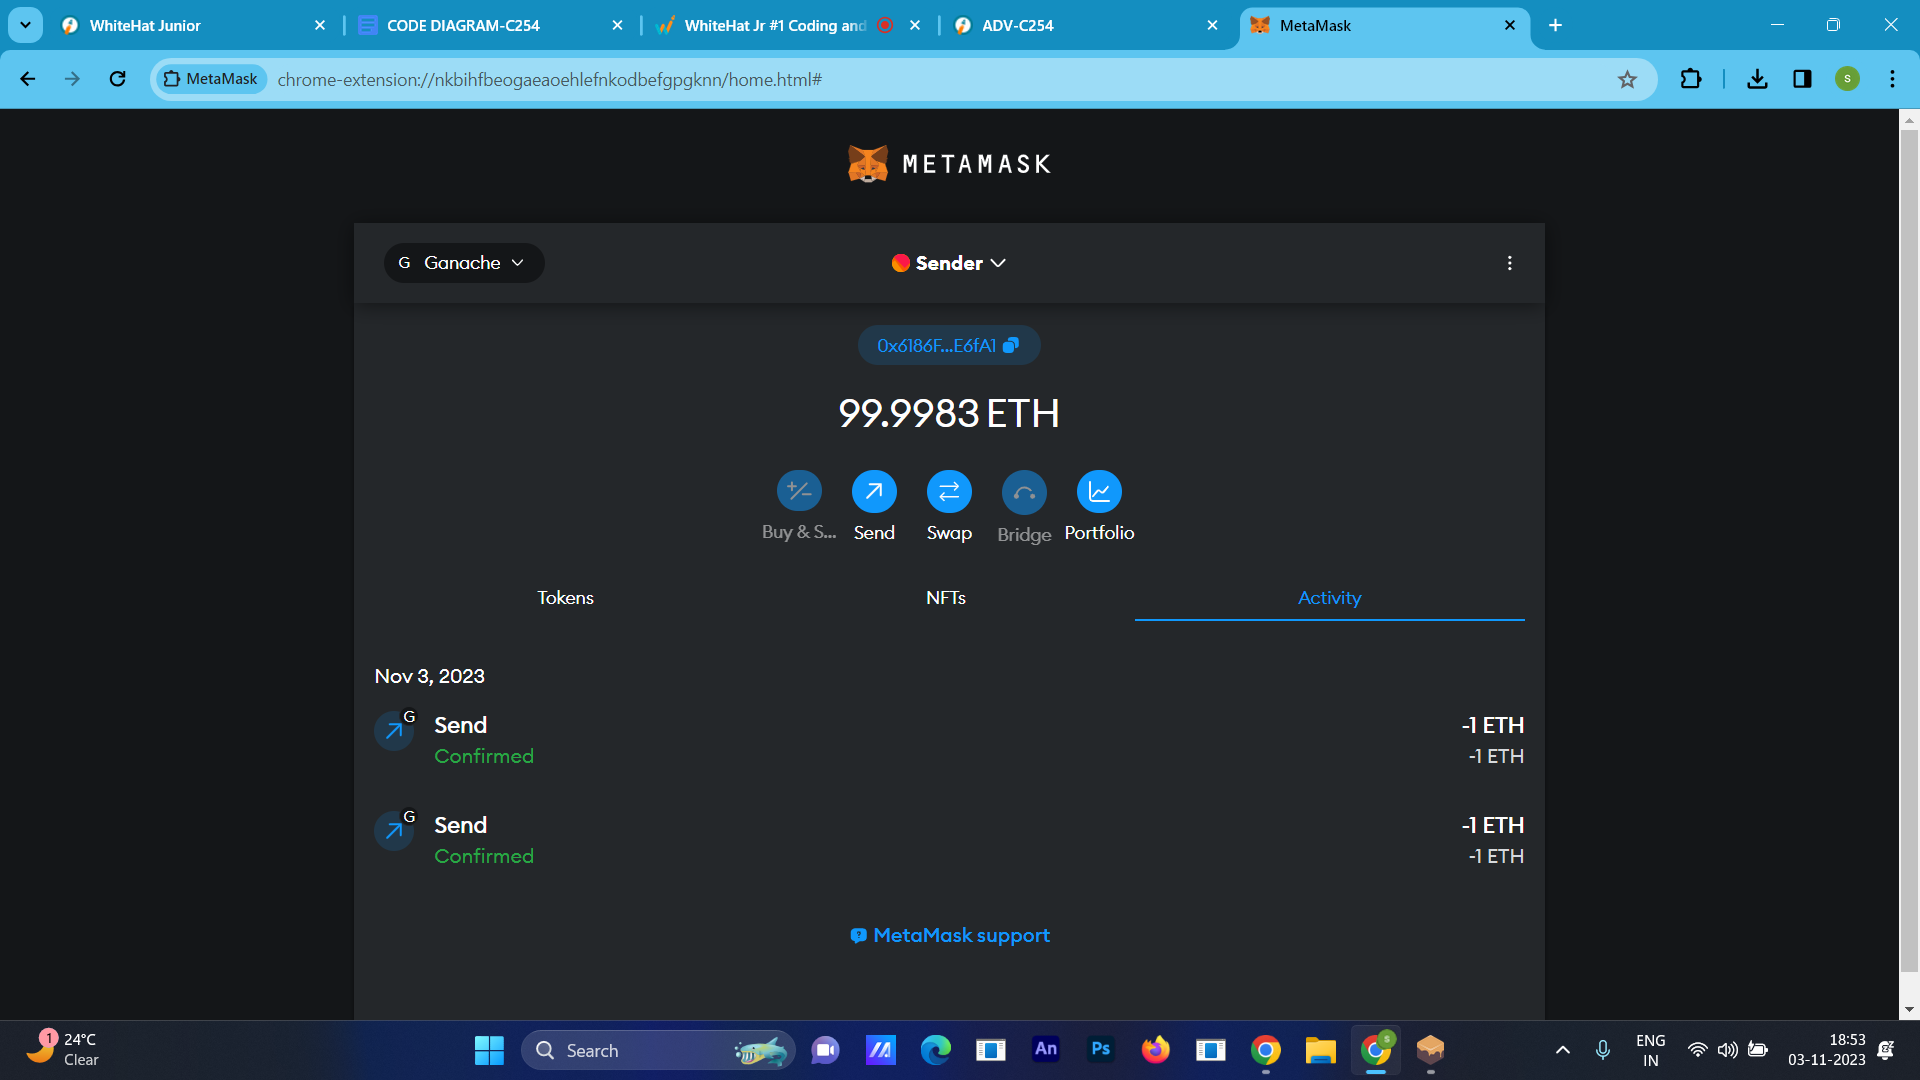 WhiteHat Junior
CODE DIAGRAM-C254
WhiteHat Jr #1 Coding and
ADV-C254
MetaMask
MetaMask
chrome-extension://nkbihfbeogaeaoehlefnkodbefgpgknn/home.html#
S
METAMASK
G Ganache
Sender
0x6186F...E6fA1
99.9983 ETH
Buy & S...
Send
Swap
Bridge
Portfolio
Tokens
NFTs
Activity
Nov 3, 2023
G
Send
-1 ETH
Confirmed
-1 ETH
G
Send
-1 ETH
Confirmed
-1 ETH
MetaMask support
1
24°C
Clear
Search
An
Ps
S
ENG
IN
18:53
03-11-2023